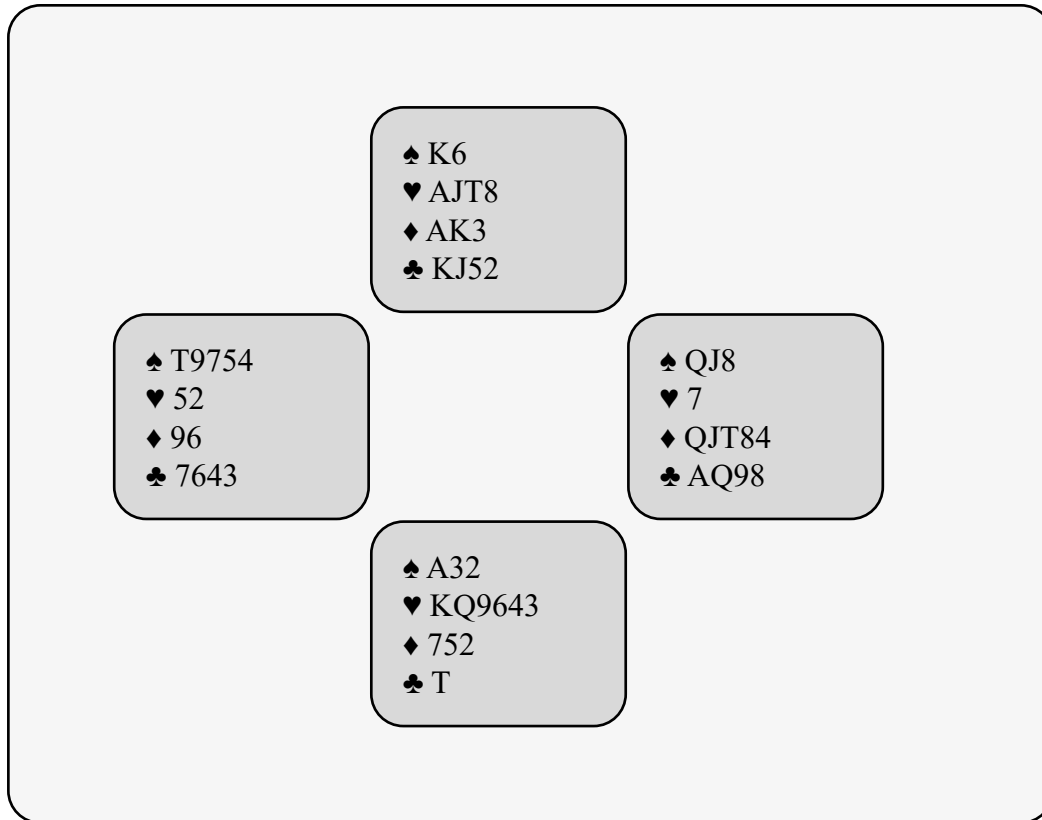 ♠ K6
♥ AJT8
♦ AK3
♣ KJ52
♠ T9754
♥ 52
♦ 96
♣ 7643
♠ QJ8
♥ 7
♦ QJT84
♣ AQ98
♠ A32
♥ KQ9643
♦ 752
♣ T